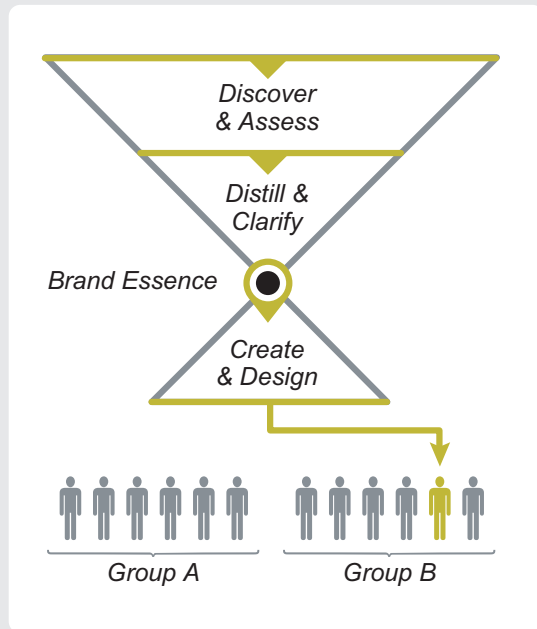 Discover
& Assess
Distill &
Clarify
Brand Essence
Create
& Design
Group A
Group B